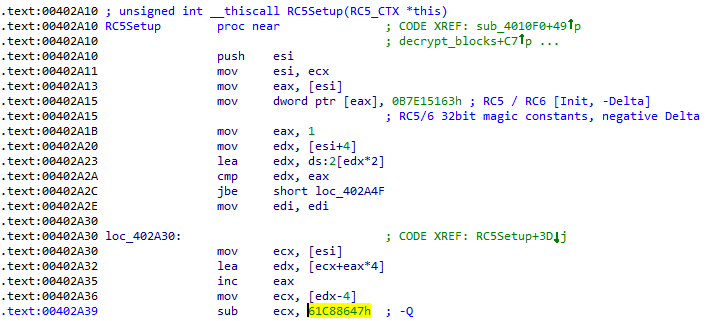 .text:00402A10 ; unsigned int __thiscall RC5Setup(RC5_CTX *this)
.text:00402A10 RC5Setup proc near ; CODE XREF: sub_4010F0+49↑p
.text:00402A10 ; decrypt_blocks+C7↑p ...
.text:00402A10 push esi
.text:00402A11 mov esi, ecx
.text:00402A13 mov eax, [esi]
.text:00402A15 mov dword ptr [eax], 0B7E15163h ; RC5 / RC6 [Init, -Delta]
.text:00402A15 ; RC5/6 32bit magic constants, negative Delta
.text:00402A1B mov eax, 1
.text:00402A20 mov edx, [esi+4]
.text:00402A23 lea edx, ds:2[edx*2]
.text:00402A2A cmp edx, eax
.text:00402A2C jbe short loc_402A4F
.text:00402A2E mov edi, edi
.text:00402A30
.text:00402A30 loc_402A30: ; CODE XREF: RC5Setup+3D↓j
.text:00402A30 mov ecx, [esi]
.text:00402A32 lea edx, [ecx+eax*4]
.text:00402A35 inc eax
.text:00402A36 mov ecx, [edx-4]
.text:00402A39 sub ecx, 61C88647h ; -Q